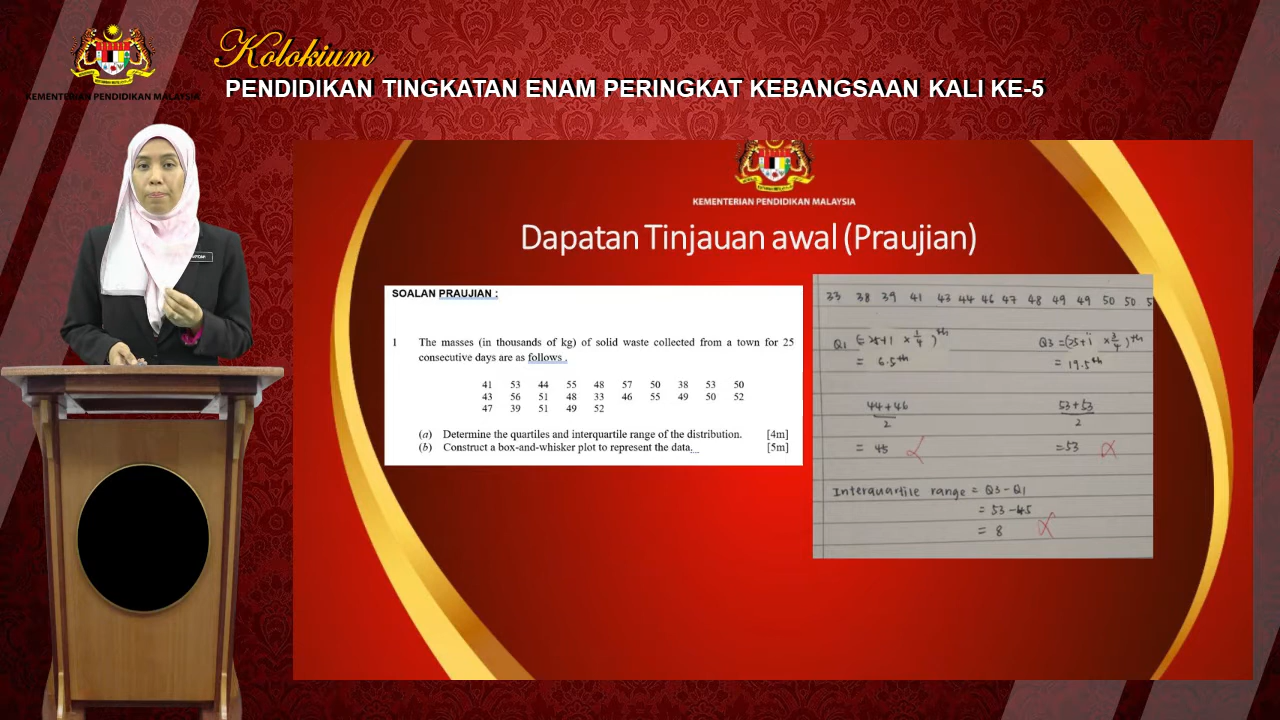 KEMENTERIAN PENDIDIKAN MALAYSIA
Kolokium
PENDIDIKAN TINGKATAN ENAM PERINGKAT KEBANGSAAN KALI KE-5
KEMENTERIAN PENDIDIKAN MALAYSIA
Dapatan Tinjauan awal (Praujian)
SOALAN PRAUJIAN :
1 The masses (in thousands of kg) of solid waste collected from a town for 25
consecutive days are as follows .
41 53 44 55 48 57 50 38 53 50
43 56 51 48 33 46 55 49 50 52
47 39 51 49 52
(a) Determine the quartiles and interquartile range of the distribution. [4m]
(b) Construct a box-and-whisker plot to represent the data. [5m]
33 38 39 41 43 44 46 47 48 49 49 50 50
Q1 = 25+1 × 1/4 )th
= 6.5th
44+46
2
= 45
Q3 = (25+1 × 3/4 )th
= 19.5th
53+53
2
= 53
Interquartile range = Q3 - Q1
= 53 - 45
= 8